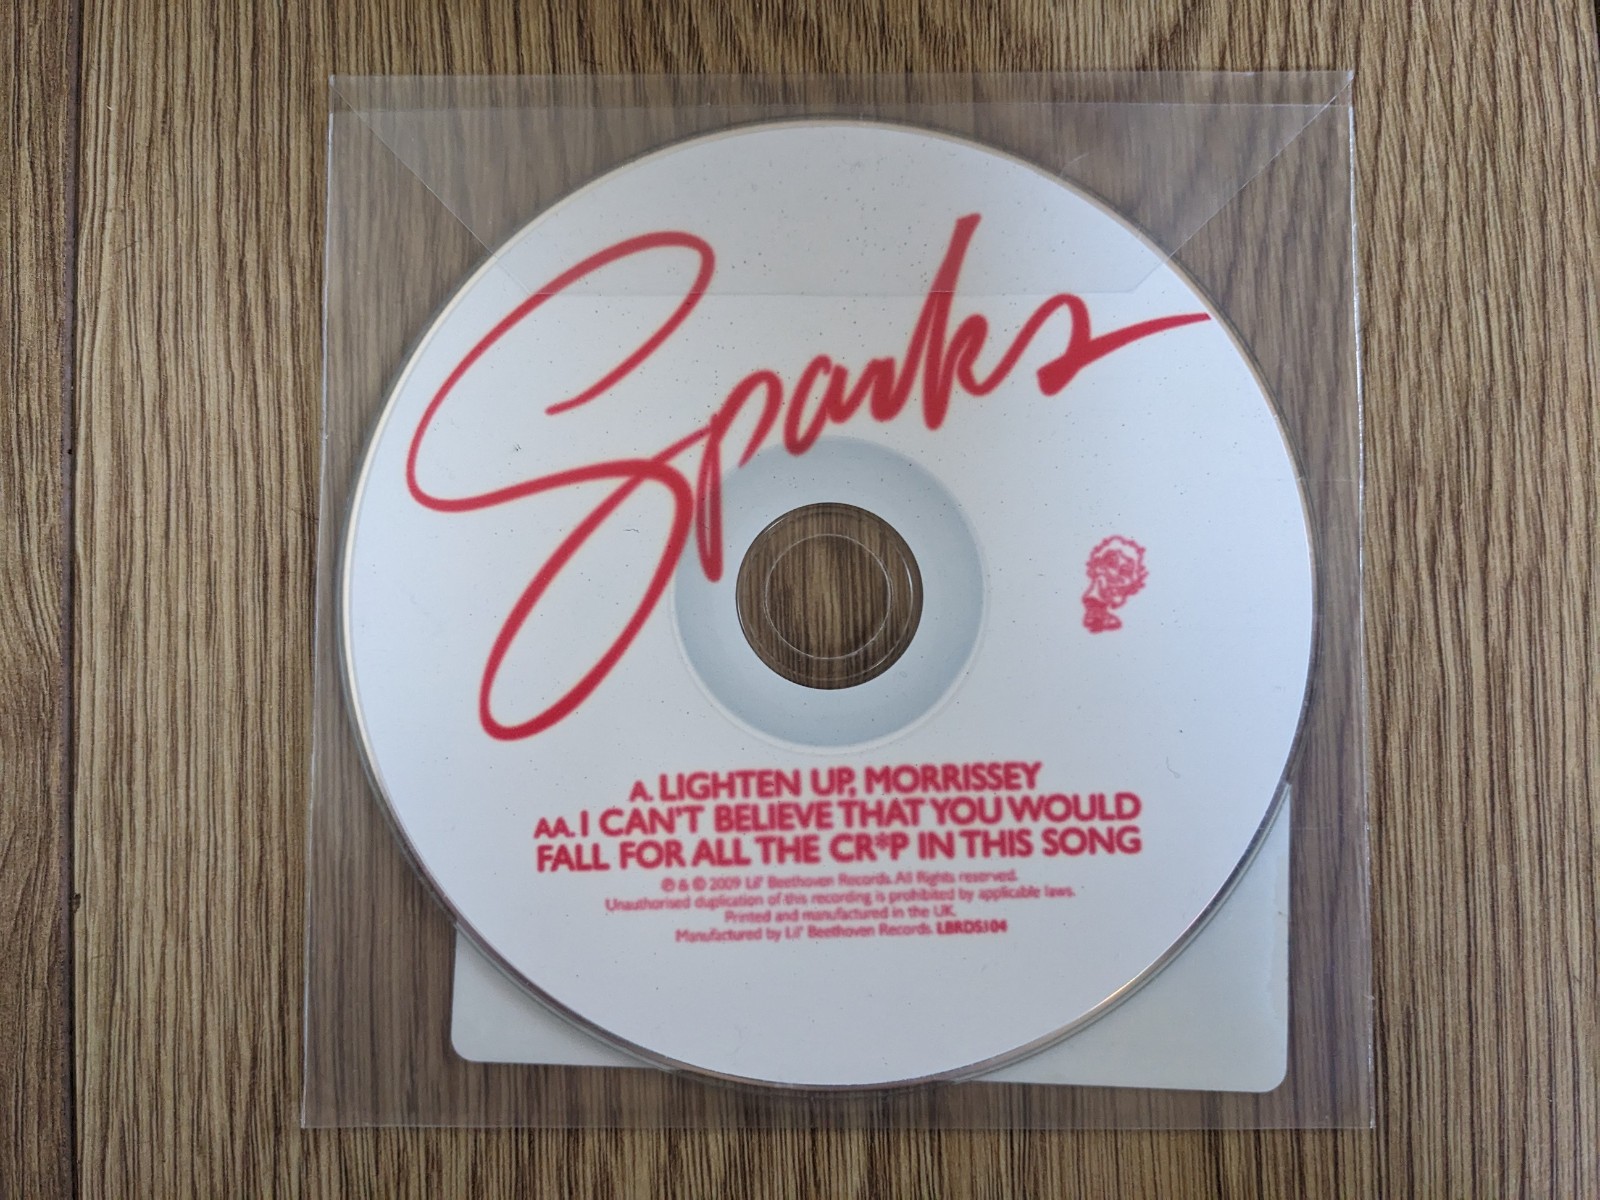 Sparks
A. LIGHTEN UP, MORRISSEY
AA. I CAN'T BELIEVE THAT YOU WOULD
FALL FOR ALL THE CR*P IN THIS SONG
℗ & © 2009 Lil' Beethoven Records. All Rights reserved.
Unauthorised duplication of this recording is prohibited by applicable laws.
Printed and manufactured in the UK.
Manufactured by Lil' Beethoven Records. LBRDS104